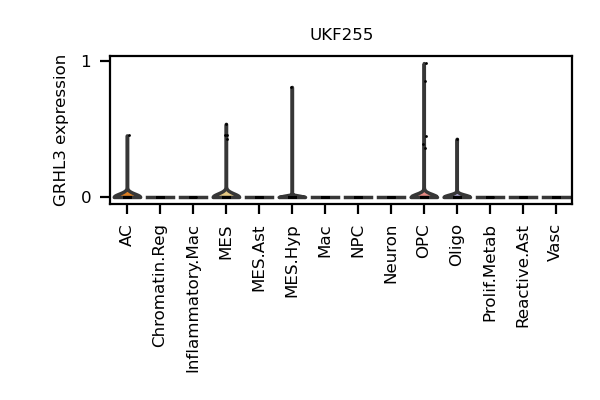 UKF255
GRHL3 expression
1
0
AC
Chromatin.Reg
Inflammatory.Mac
MES
MES.Ast
MES.Hyp
Mac
NPC
Neuron
OPC
Oligo
Prolif.Metab
Reactive.Ast
Vasc